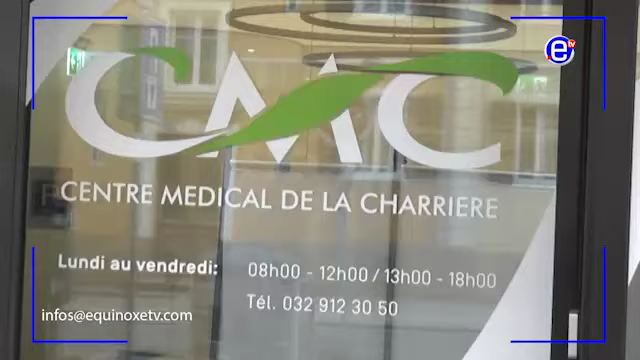 e tv
CMC
CENTRE MEDICAL DE LA CHARRIERE
Lundi au vendredi: 08h00 - 12h00 / 13h00 - 18h00
Tél. 032 912 30 50
infos@equinoxetv.com